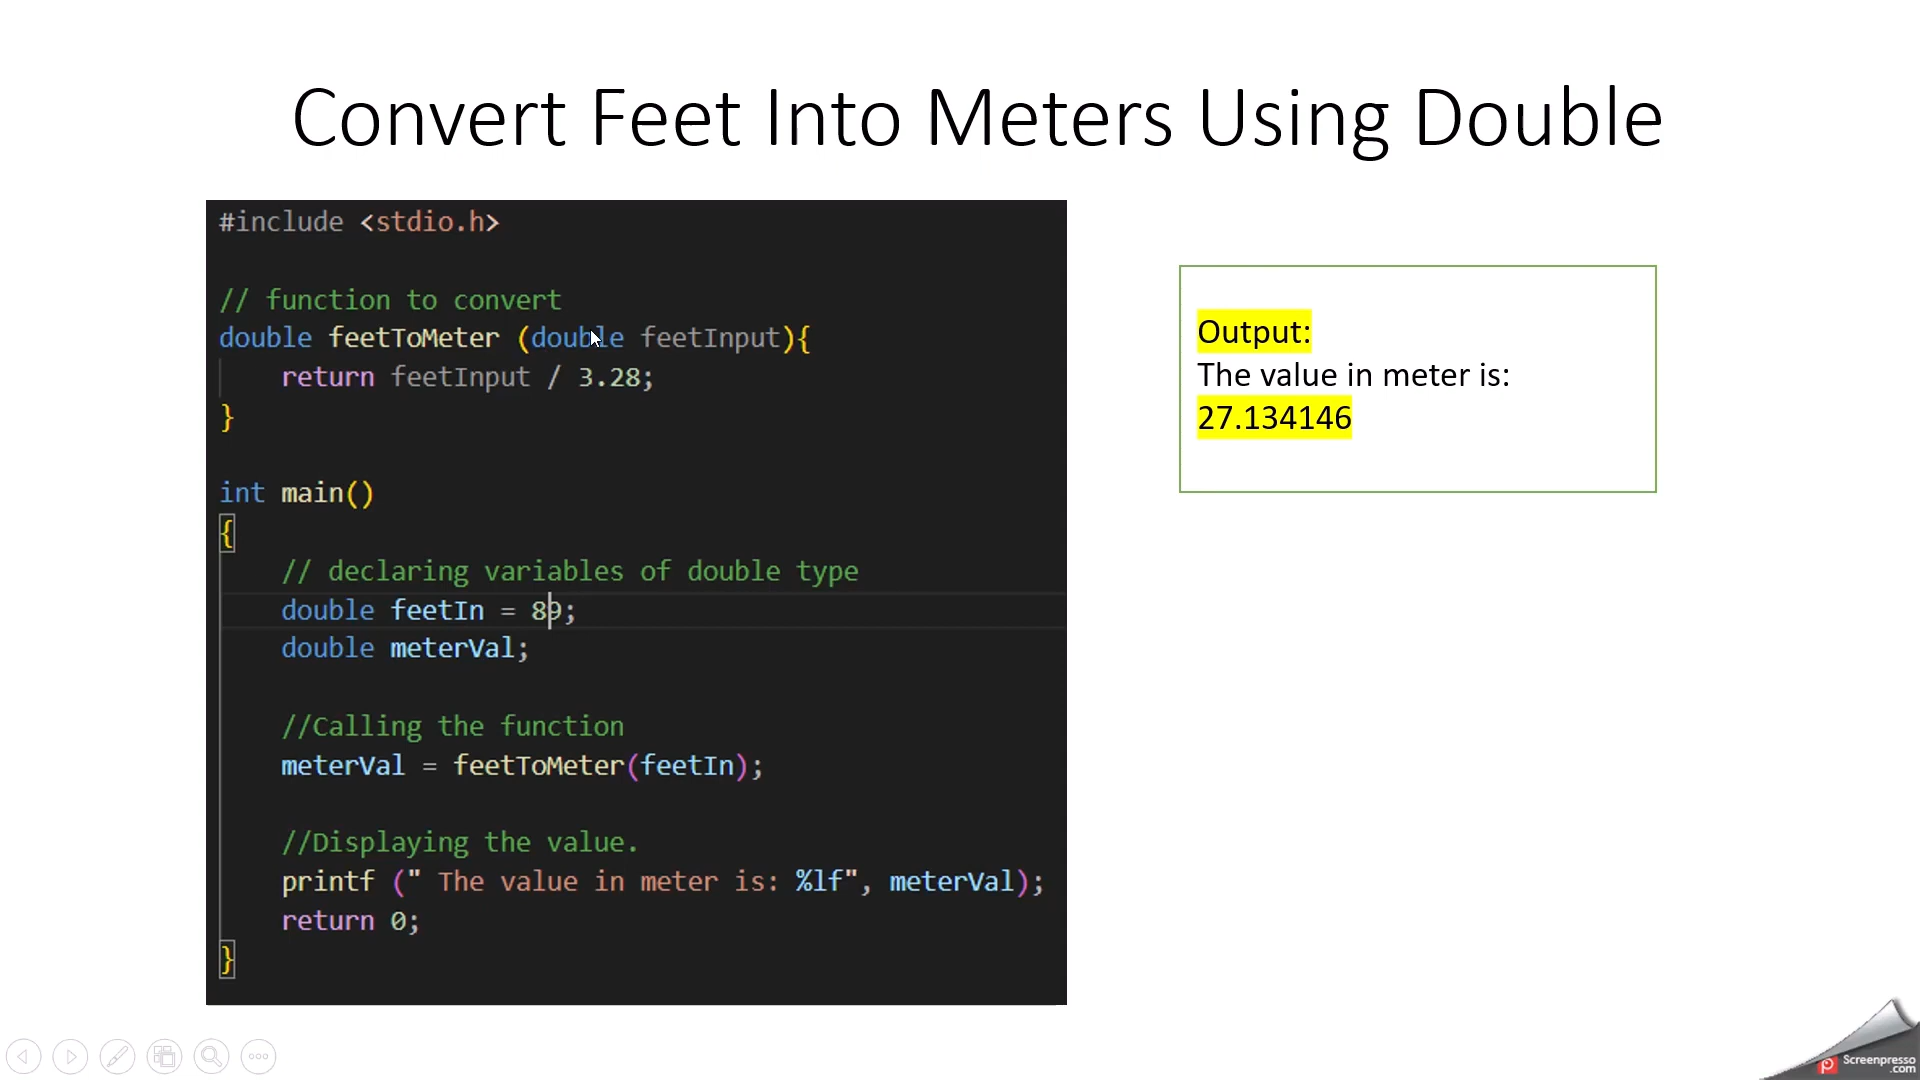 Convert Feet Into Meters Using Double
#include <stdio.h>
// function to convert
double feetToMeter (double feetInput){
return feetInput / 3.28;
}
int main()
{
// declaring variables of double type
double feetIn = 89;
double meterVal;
//Calling the function
meterVal = feetToMeter(feetIn);
//Displaying the value.
printf (" The value in meter is: %lf", meterVal);
return 0;
}
Output:
The value in meter is:
27.134146
Screenpresso
.com